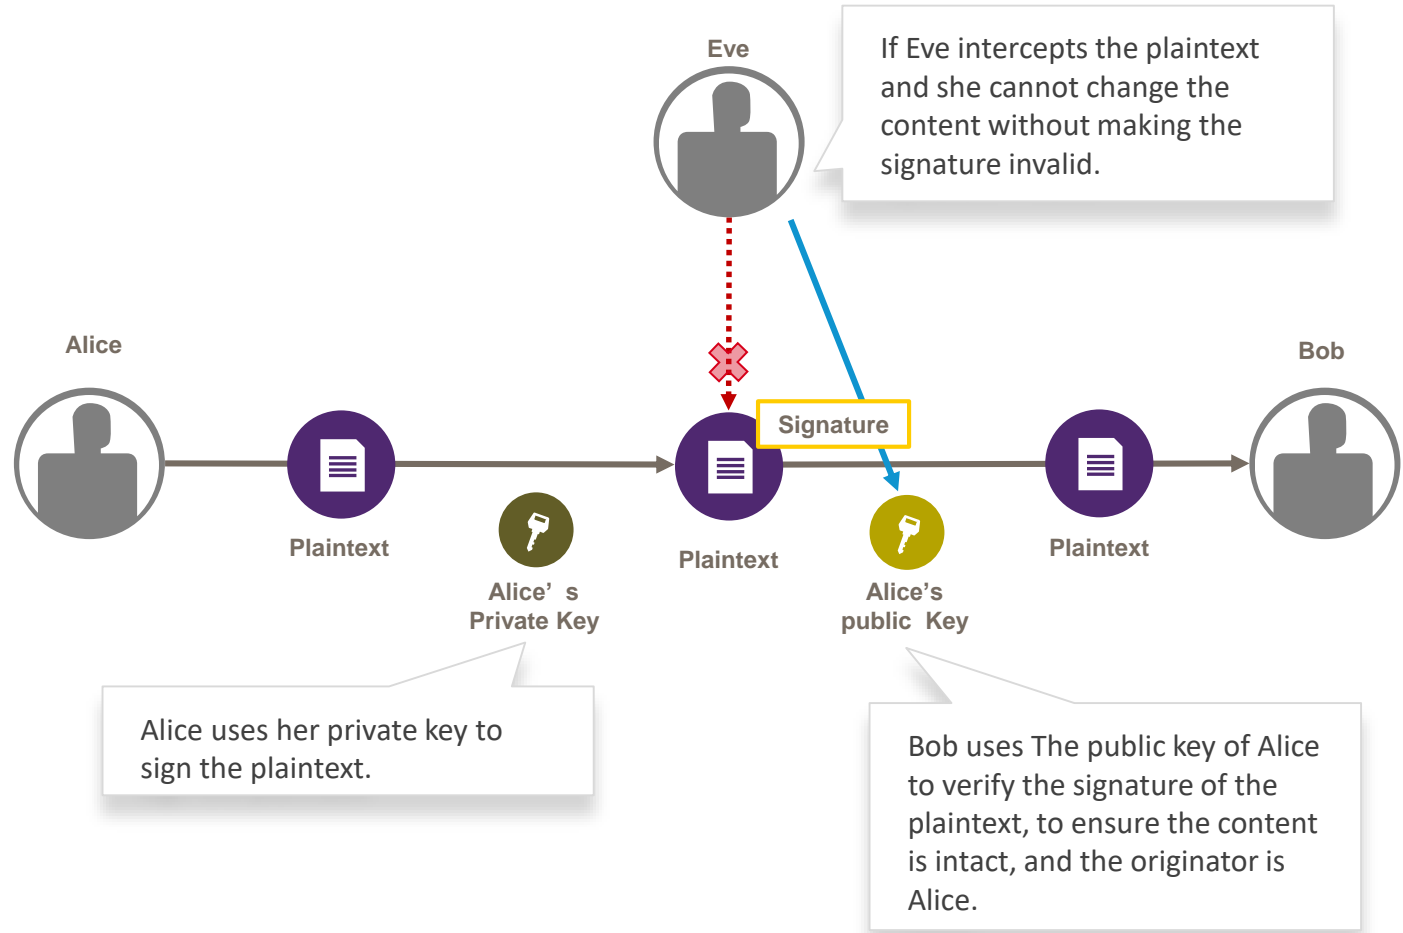 Eve
If Eve intercepts the plaintext
and she cannot change the
content without making the
signature invalid.
Alice
Bob
Signature
Plaintext
Plaintext
Plaintext
Alice’ s
Private Key
Alice’s
public Key
Alice uses her private key to
sign the plaintext.
Bob uses The public key of Alice
to verify the signature of the
plaintext, to ensure the content
is intact, and the originator is
Alice.